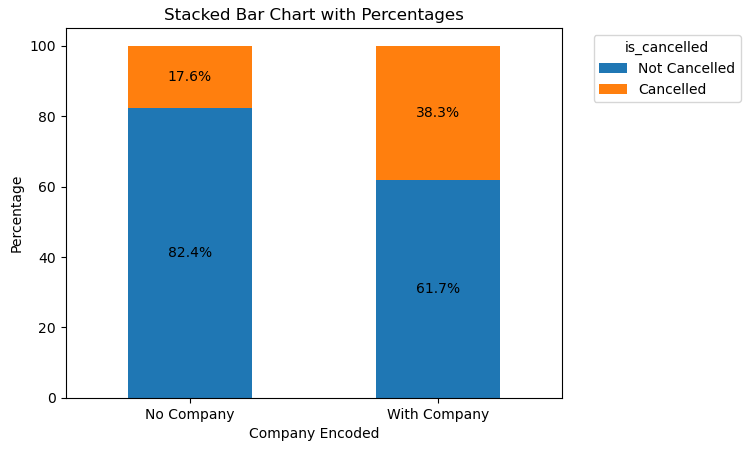 Stacked Bar Chart with Percentages
is_cancelled
Not Cancelled
Cancelled
Percentage
100
80
60
40
20
0
17.6%
38.3%
82.4%
61.7%
No Company
With Company
Company Encoded